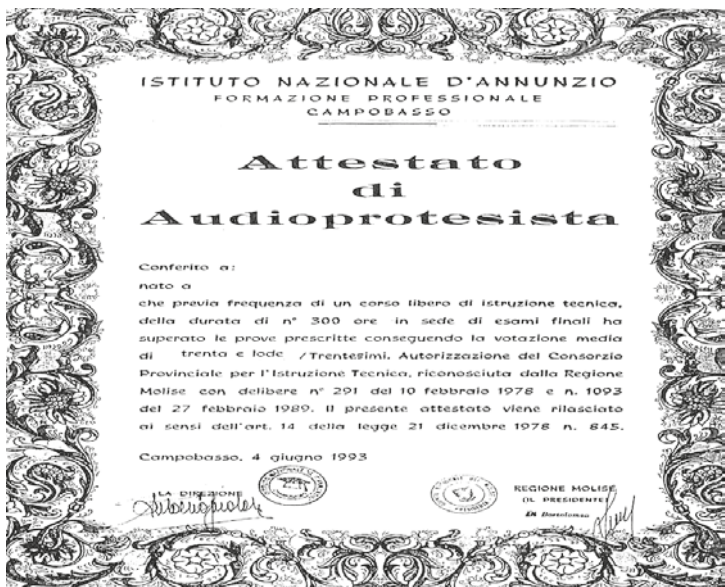 ISTITUTO NAZIONALE D'ANNUNZIO
FORMAZIONE PROFESSIONALE
CAMPOBASSO
Attestato
di
Audioprotesista
Conferito a:
nato a
che previa frequenza di un corso libero di istruzione tecnica,
della durata di n° 300 ore in sede di esami finali ha
superato le prove prescritte conseguendo la votazione media
di trenta e lode /Trentesimi. Autorizzazione del Consorzio
Provinciale per l'Istruzione Tecnica, riconosciuta dalla Regione
Molise con delibere n° 291 del 10 febbraio 1978 e n. 1093
del 27 febbraio 1989. Il presente attestato viene rilasciato
ai sensi dell'art. 14 della legge 21 dicembre 1978 n. 845.
Campobasso, 4 giugno 1993
LA DIREZIONE
REGIONE MOLISE
(IL PRESIDENTE)
Di Bartolomeo